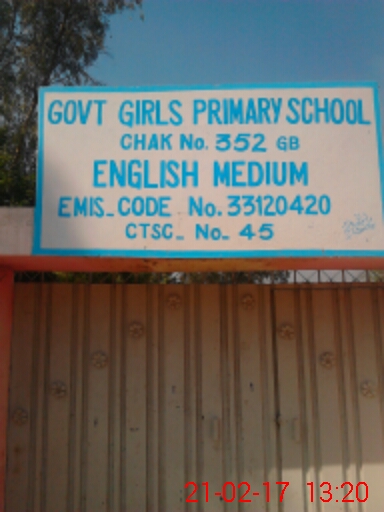 GOVT GIRLS PRIMARY SCHOOL
CHAK No. 352 GB
ENGLISH MEDIUM
EMIS_CODE No. 33120420
CTSC_ No_ 45
21-02-17 13:20